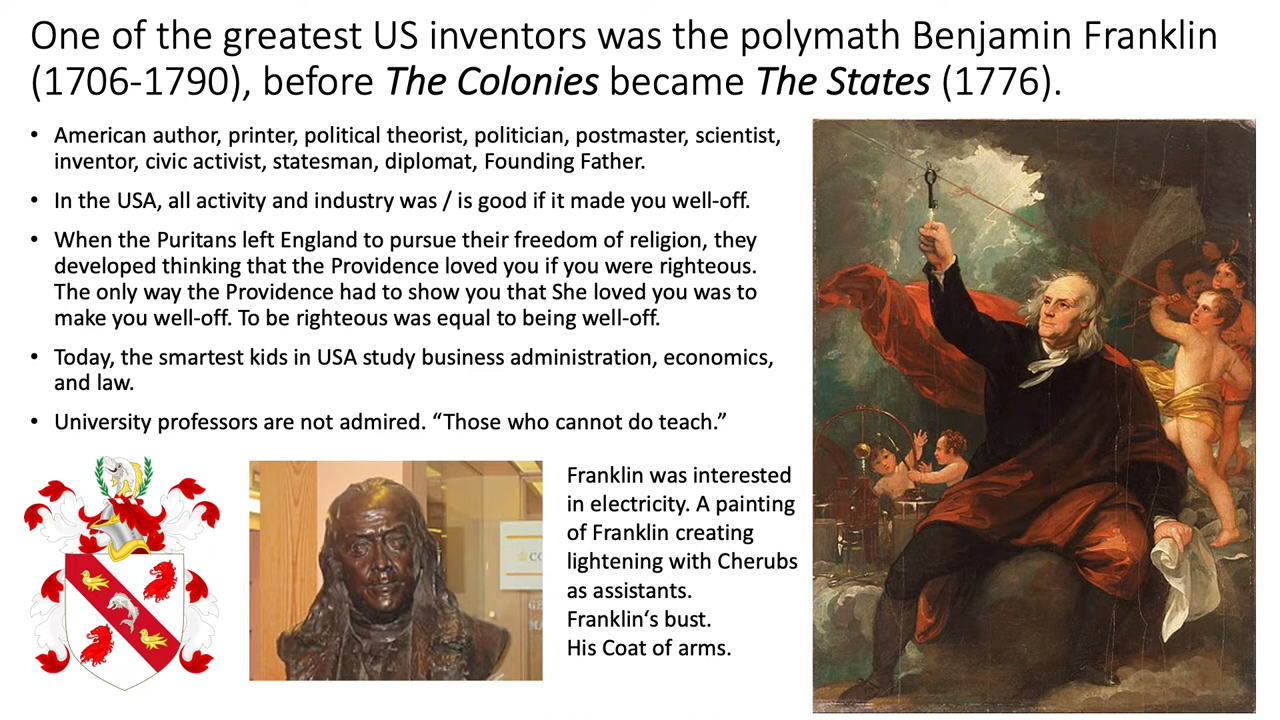 One of the greatest US inventors was the polymath Benjamin Franklin
(1706-1790), before The Colonies became The States (1776).
• American author, printer, political theorist, politician, postmaster, scientist,
inventor, civic activist, statesman, diplomat, Founding Father.
• In the USA, all activity and industry was / is good if it made you well-off.
• When the Puritans left England to pursue their freedom of religion, they
developed thinking that the Providence loved you if you were righteous.
The only way the Providence had to show you that She loved you was to
make you well-off. To be righteous was equal to being well-off.
• Today, the smartest kids in USA study business administration, economics,
and law.
• University professors are not admired. “Those who cannot do teach.”
Franklin was interested
in electricity. A painting
of Franklin creating
lightening with Cherubs
as assistants.
Franklin‘s bust.
His Coat of arms.